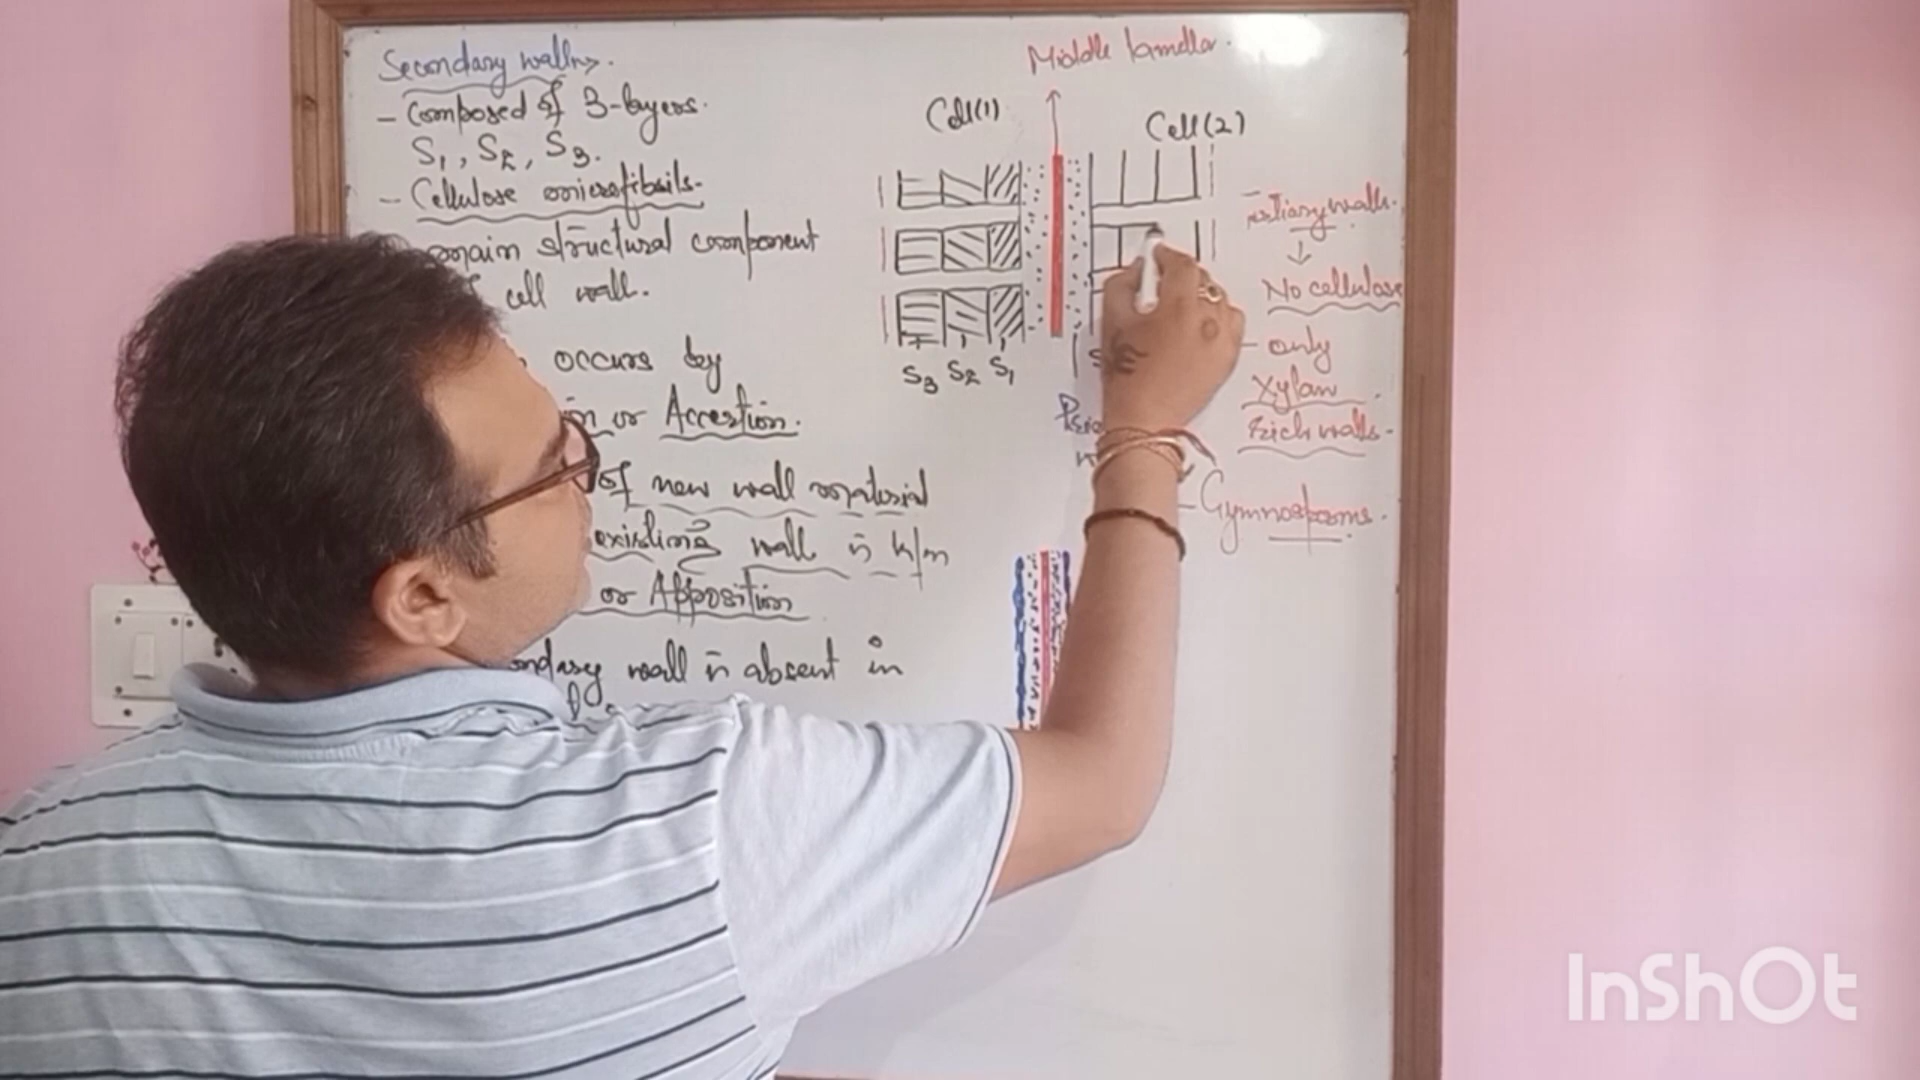 Secondary wall
- Composed of 3-layers.
S1, S2, S3.
- Cellulose microfibrils.
main structural component
cell wall.
occurs by
or Accretion.
of new wall material
existing wall is k/n
or Apposition
wall is absent in
Middle lamella.
Cell(1)
Cell(2)
S3 S2 S1
Tertiary walls.
No cellulose
- only
Xylan
rich walls.
- Gymnosperms.
InShOt